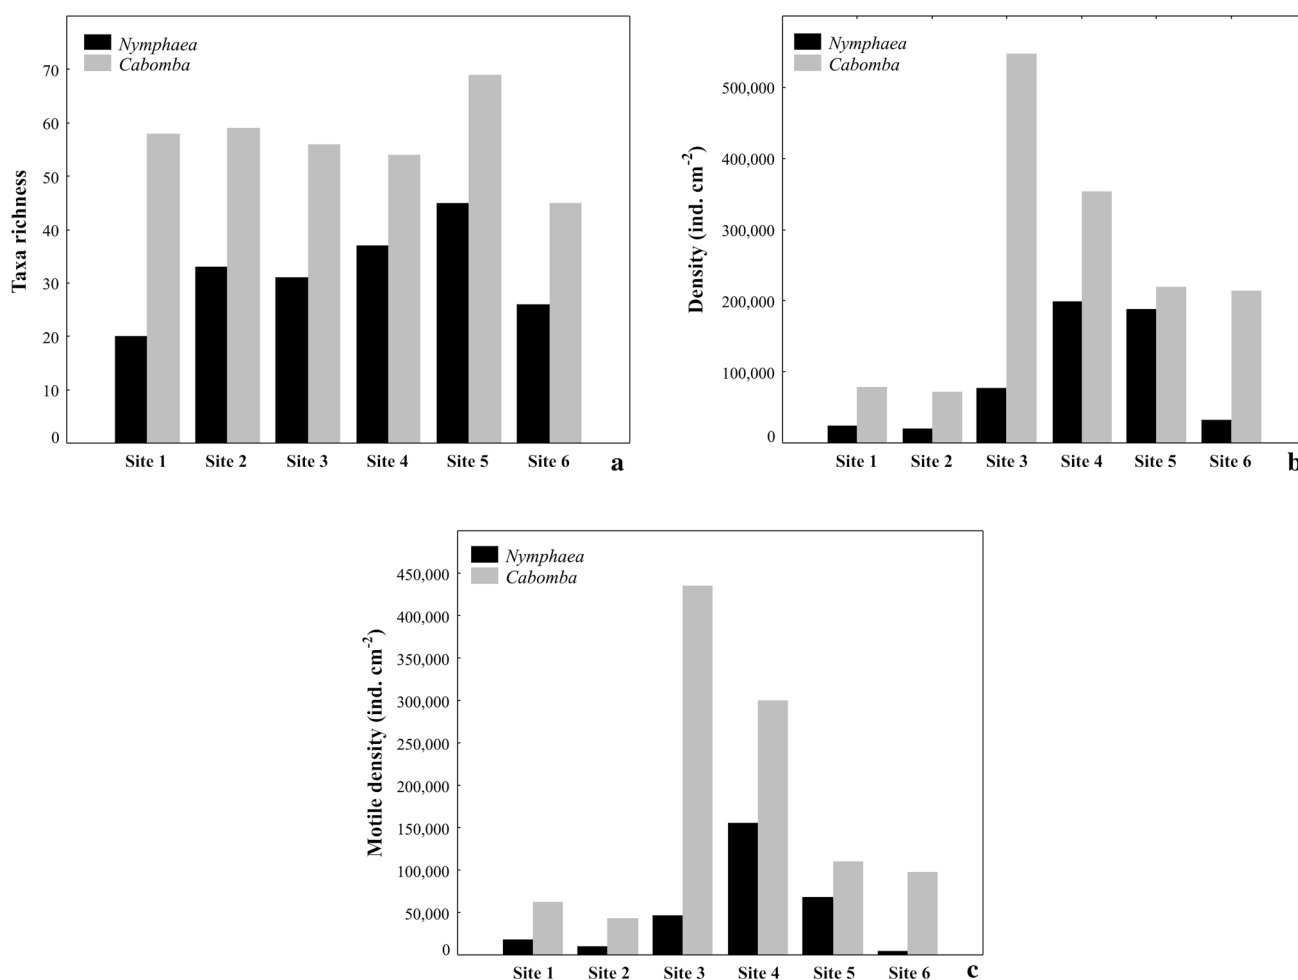 Nymphaea
Cabomba
70
60
50
40
30
20
10
0
Taxa richness
Site 1 Site 2 Site 3 Site 4 Site 5 Site 6
a
Nymphaea
Cabomba
500,000
400,000
300,000
200,000
100,000
0
Density (ind. cm-2)
Site 1 Site 2 Site 3 Site 4 Site 5 Site 6
b
Nymphaea
Cabomba
450,000
400,000
350,000
300,000
250,000
200,000
150,000
100,000
50,000
0
Motile density (ind. cm-2)
Site 1 Site 2 Site 3 Site 4 Site 5 Site 6
c